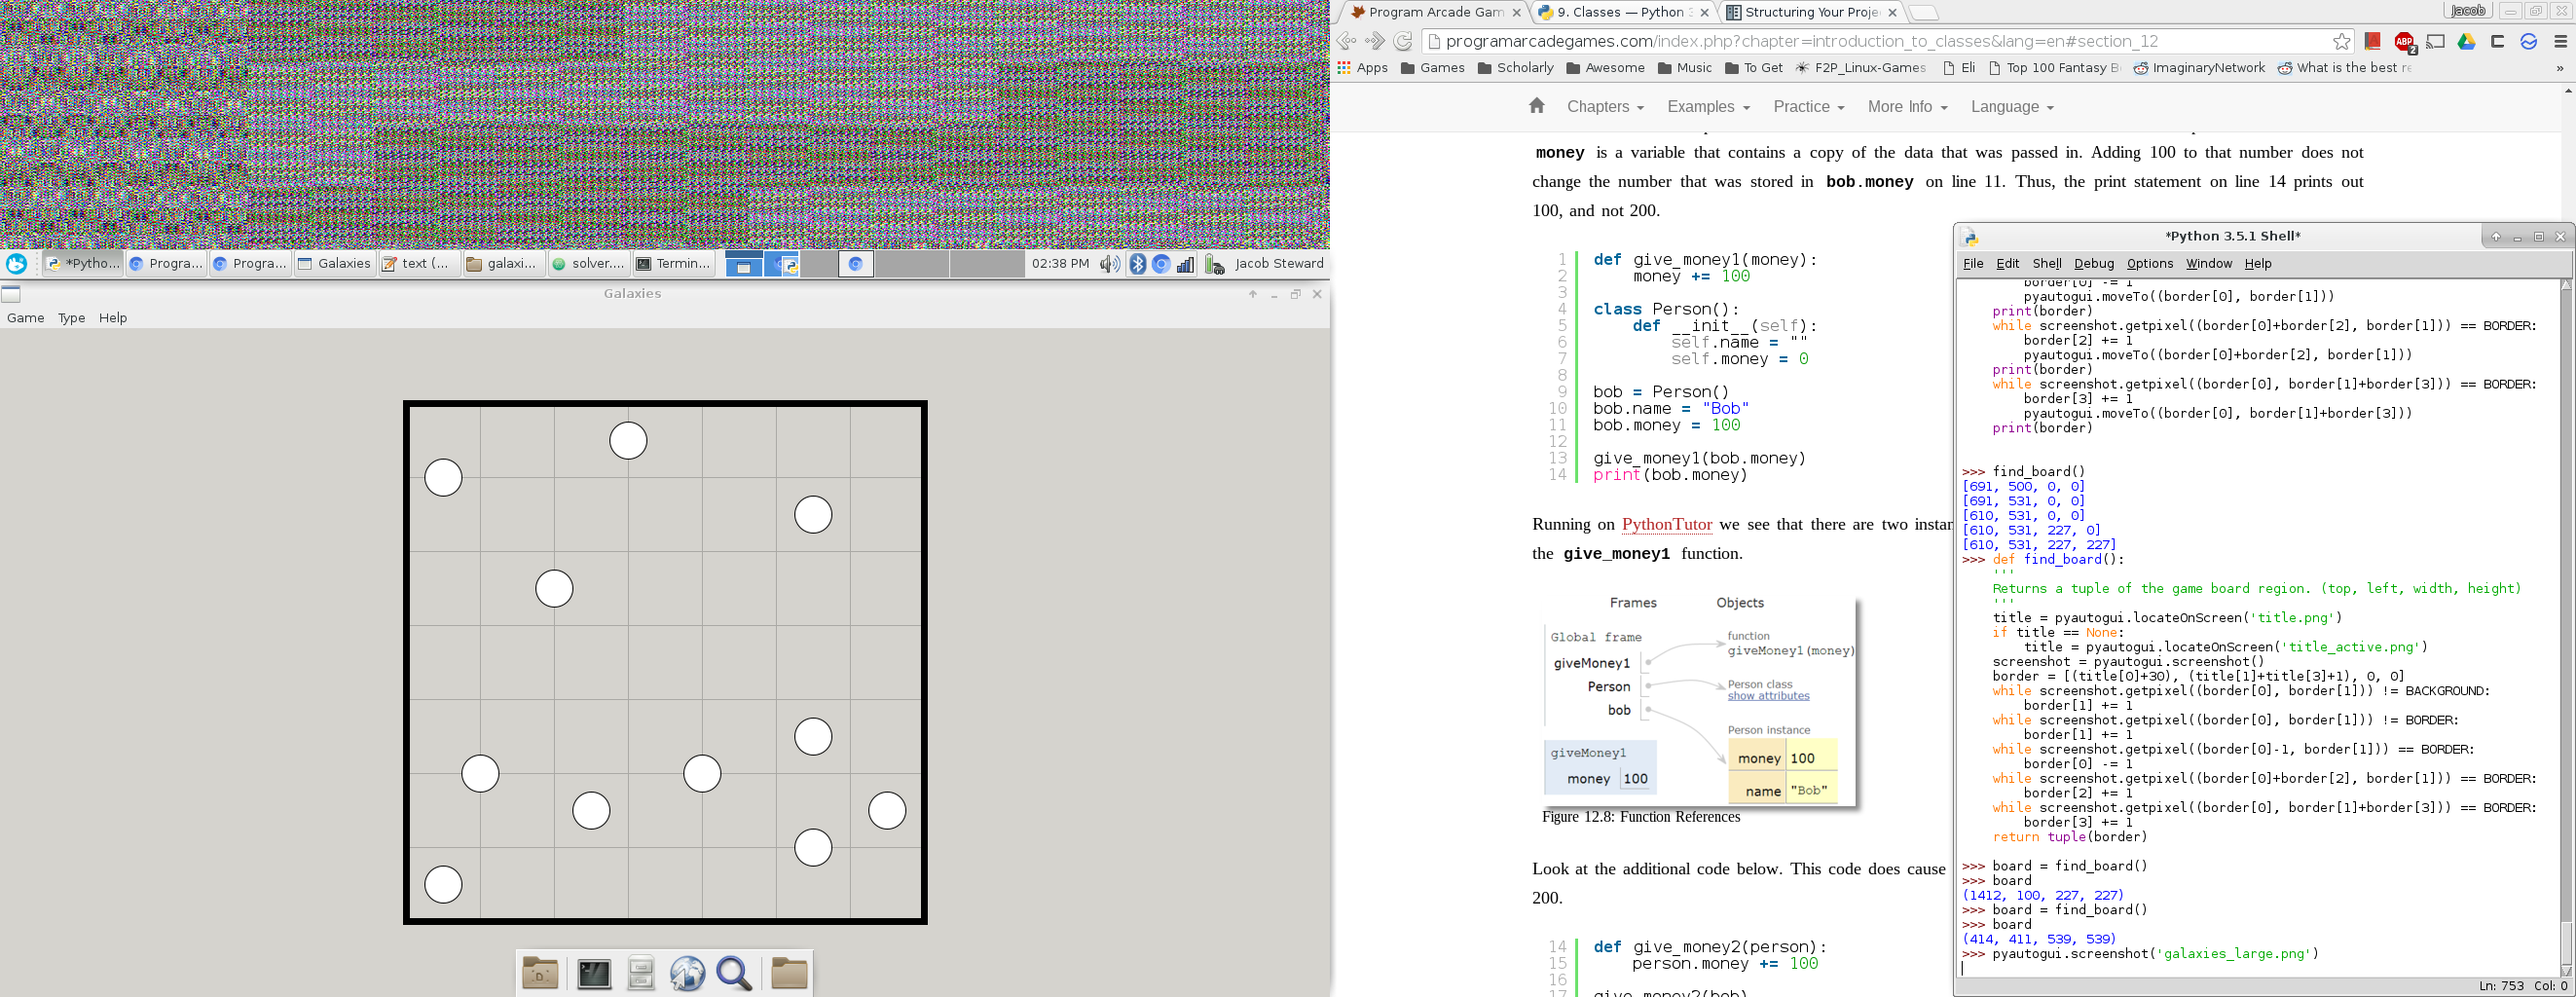 *Pytho...
Progra...
Progra...
Galaxies
text (...
galaxi...
solver....
Termin...
02:38 PM
Jacob Steward
Galaxies
Game Type Help
Program Arcade Gam
9. Classes — Python 3
Structuring Your Proje
Jacob
programarcadegames.com/index.php?chapter=introduction_to_classes&lang=en#section_12
ABP
2
Apps Games Scholarly Awesome Music To Get F2P_Linux-Games Eli Top 100 Fantasy B ImaginaryNetwork What is the best re »
Chapters Examples Practice More Info Language
money is a variable that contains a copy of the data that was passed in. Adding 100 to that number does not
change the number that was stored in bob.money on line 11. Thus, the print statement on line 14 prints out
100, and not 200.
1 def give_money1(money):
2 money += 100
3
4 class Person():
5 def __init__(self):
6 self.name = ""
7 self.money = 0
8
9 bob = Person()
10 bob.name = "Bob"
11 bob.money = 100
12
13 give_money1(bob.money)
14 print(bob.money)
Running on PythonTutor we see that there are two instan
the give_money1 function.
Frames Objects
Global frame
giveMoney1
Person
bob
function
giveMoney1(money)
Person class
show attributes
Person instance
money 100
name "Bob"
giveMoney1
money 100
Figure 12.8: Function References
Look at the additional code below. This code does cause
200.
14 def give_money2(person):
15 person.money += 100
16
17 give_money2(bob)
*Python 3.5.1 Shell*
File Edit Shell Debug Options Window Help
border[0] -= 1
pyautogui.moveTo((border[0], border[1]))
print(border)
while screenshot.getpixel((border[0]+border[2], border[1])) == BORDER:
border[2] += 1
pyautogui.moveTo((border[0]+border[2], border[1]))
print(border)
while screenshot.getpixel((border[0], border[1]+border[3])) == BORDER:
border[3] += 1
pyautogui.moveTo((border[0], border[1]+border[3]))
print(border)
>>> find_board()
[691, 500, 0, 0]
[691, 531, 0, 0]
[610, 531, 0, 0]
[610, 531, 227, 0]
[610, 531, 227, 227]
>>> def find_board():
'''
Returns a tuple of the game board region. (top, left, width, height)
'''
title = pyautogui.locateOnScreen('title.png')
if title == None:
title = pyautogui.locateOnScreen('title_active.png')
screenshot = pyautogui.screenshot()
border = [(title[0]+30), (title[1]+title[3]+1), 0, 0]
while screenshot.getpixel((border[0], border[1])) != BACKGROUND:
border[1] += 1
while screenshot.getpixel((border[0], border[1])) != BORDER:
border[1] += 1
while screenshot.getpixel((border[0]-1, border[1])) == BORDER:
border[0] -= 1
while screenshot.getpixel((border[0]+border[2], border[1])) == BORDER:
border[2] += 1
while screenshot.getpixel((border[0], border[1]+border[3])) == BORDER:
border[3] += 1
return tuple(border)
>>> board = find_board()
>>> board
(1412, 100, 227, 227)
>>> board = find_board()
>>> board
(414, 411, 539, 539)
>>> pyautogui.screenshot('galaxies_large.png')
Ln: 753 Col: 0